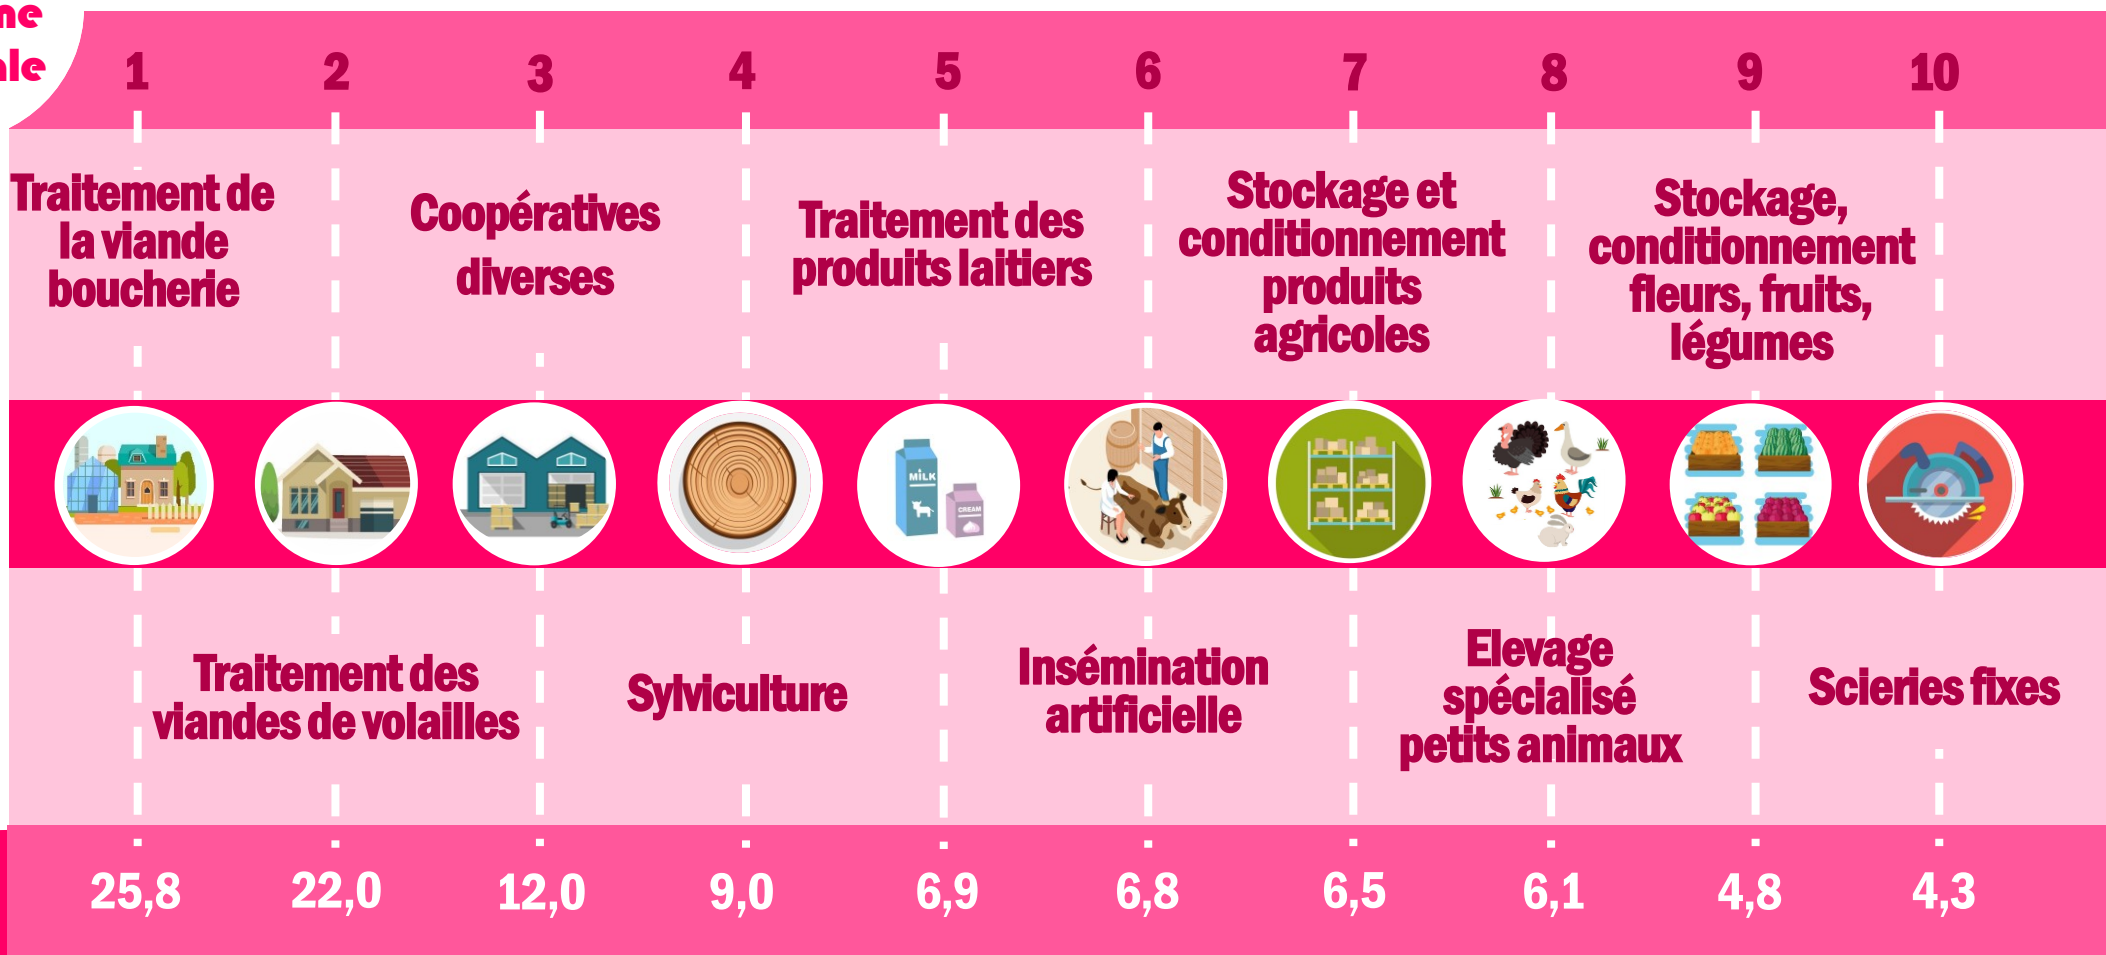 1 2 3 4 5 6 7 8 9 10
Traitement de
la viande
boucherie
Coopératives
diverses
Traitement des
produits laitiers
Stockage et
conditionnement
produits
agricoles
Stockage,
conditionnement
fleurs, fruits,
légumes
MILK
CREAM
Traitement des
viandes de volailles
Sylviculture
Insémination
artificielle
Elevage
spécialisé
petits animaux
Scieries fixes
25,8 22,0 12,0 9,0 6,9 6,8 6,5 6,1 4,8 4,3